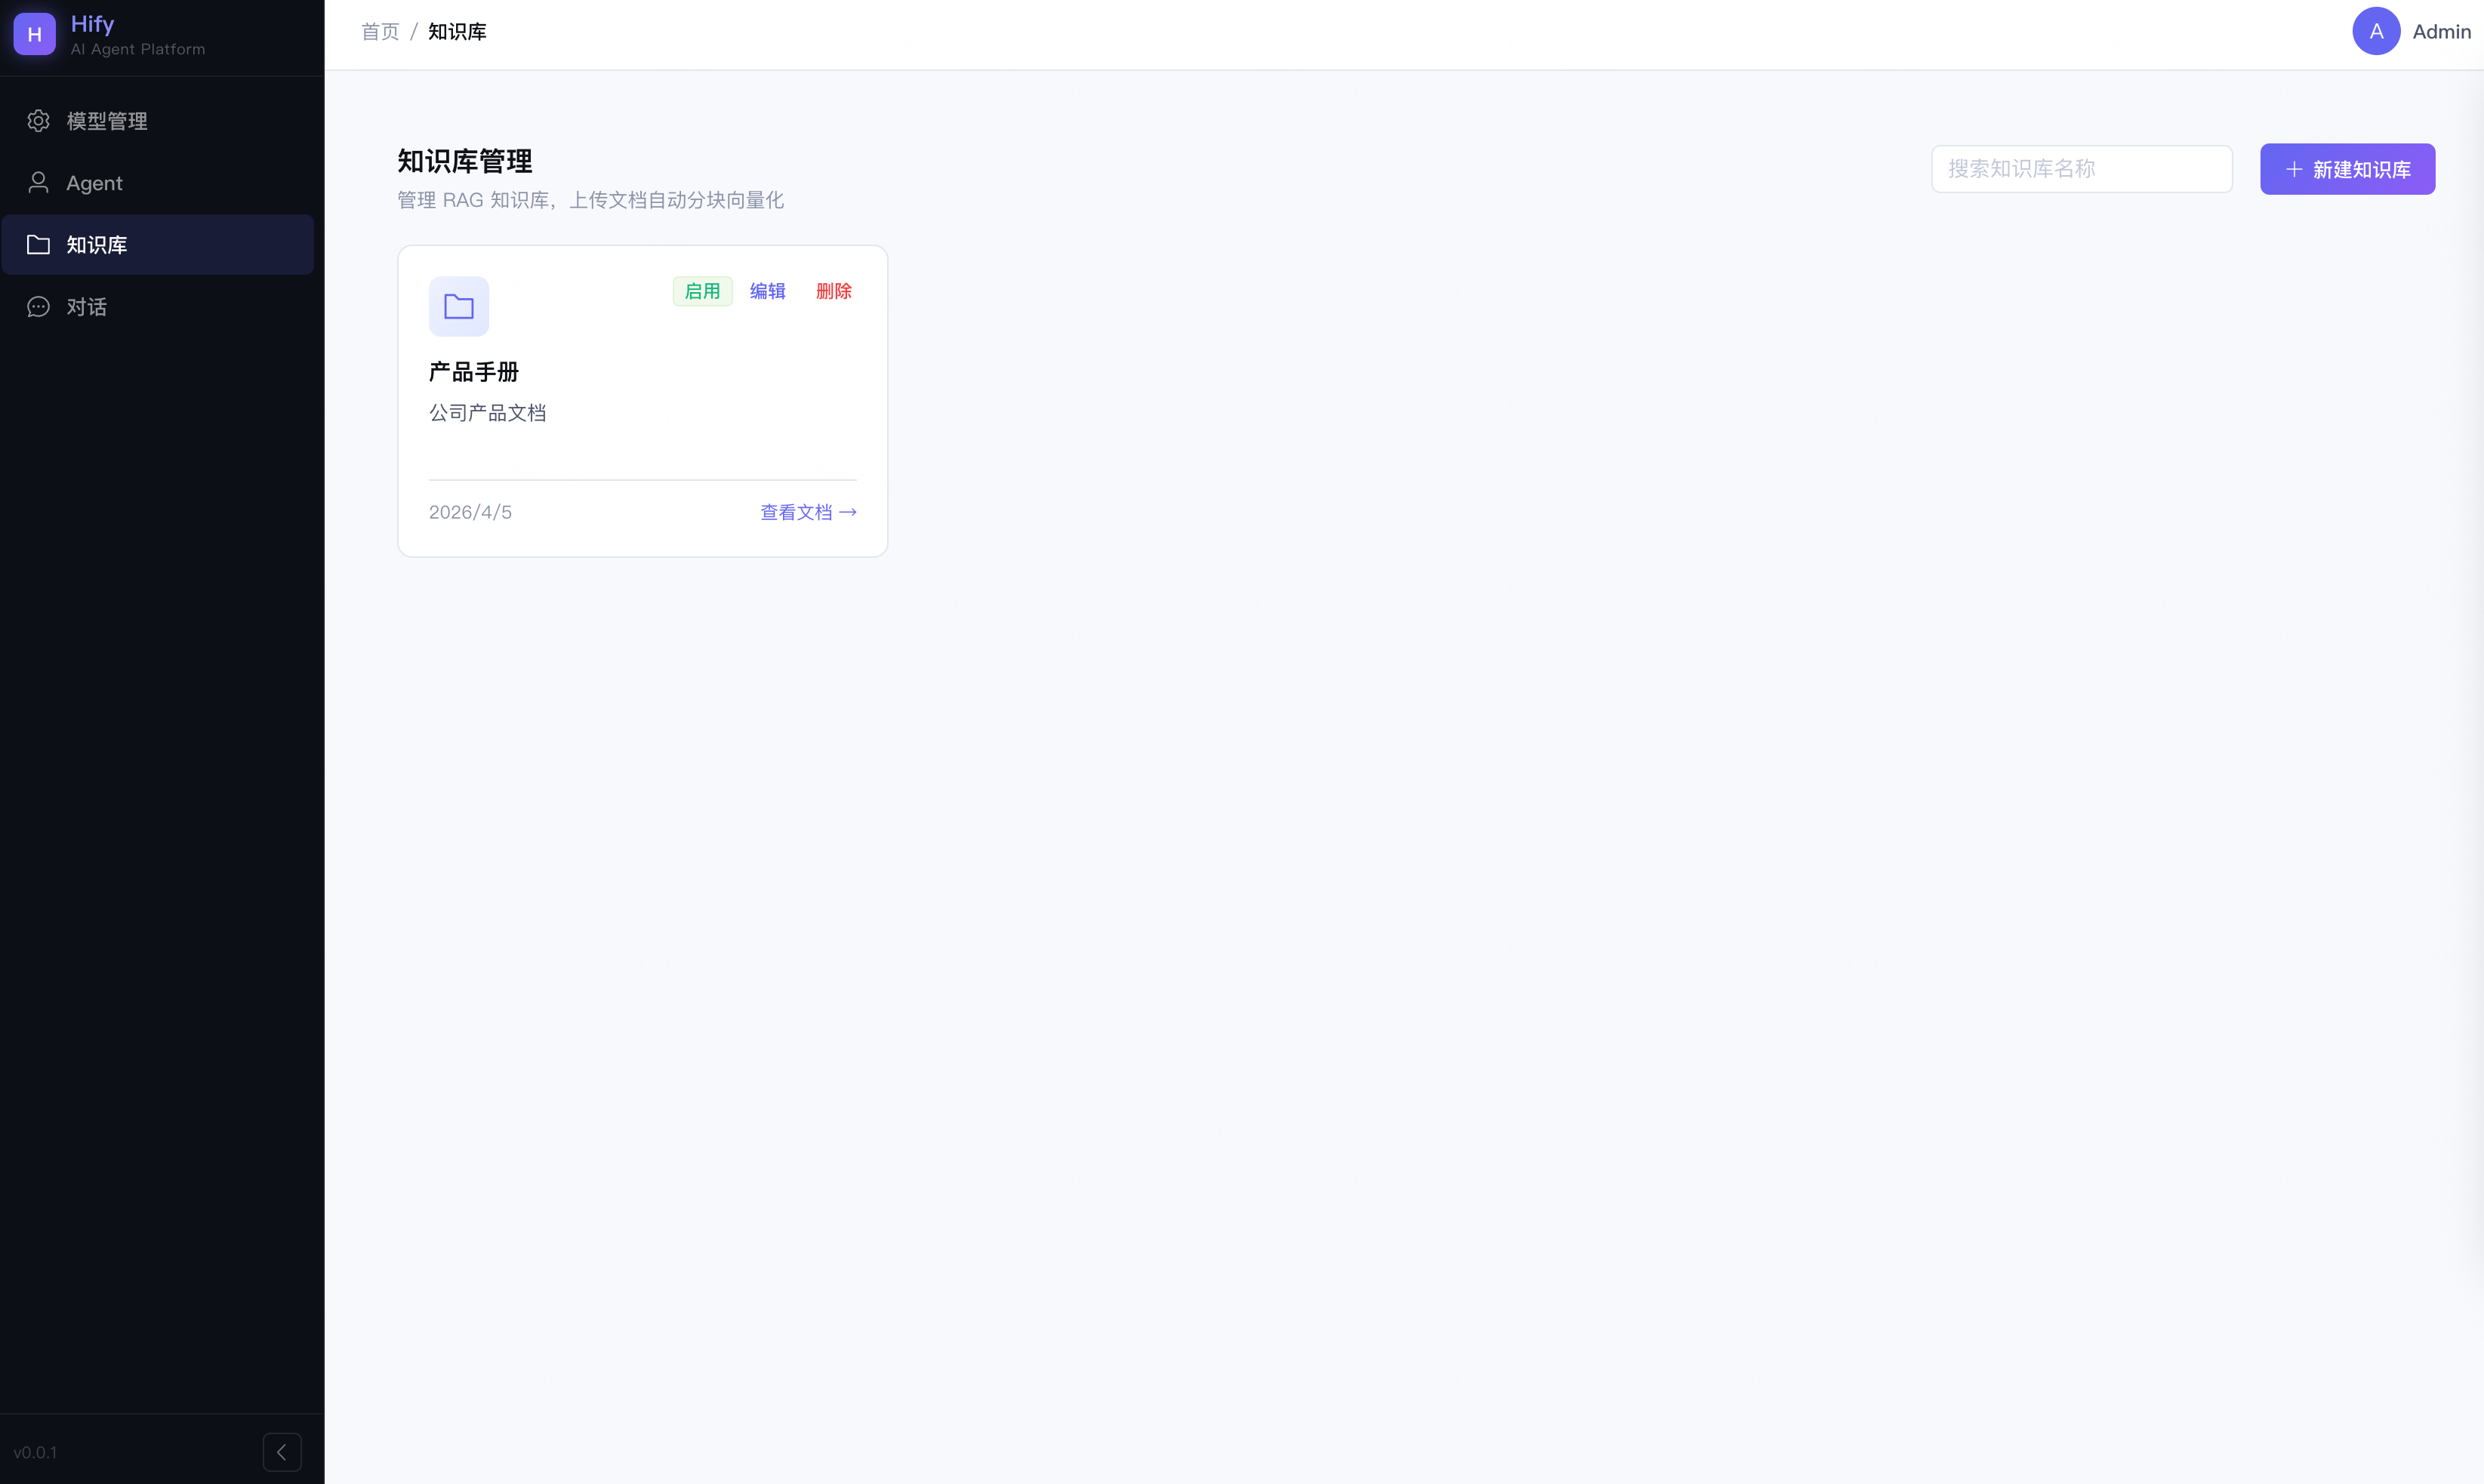 H
Hify
AI Agent Platform
首页 / 知识库
A
Admin
模型管理
Agent
知识库
对话
知识库管理
管理 RAG 知识库，上传文档自动分块向量化
搜索知识库名称
新建知识库
启用 编辑 删除
产品手册
公司产品文档
2026/4/5
查看文档 →
v0.0.1